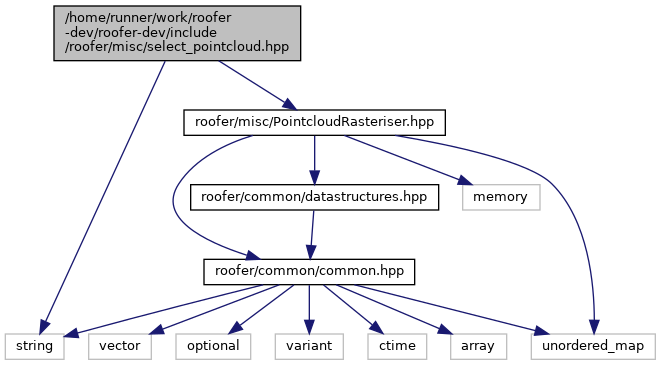 /home/runner/work/roofer
-dev/roofer-dev/include
/roofer/misc/select_pointcloud.hpp
roofer/misc/PointcloudRasteriser.hpp
roofer/common/datastructures.hpp
memory
roofer/common/common.hpp
string
vector
optional
variant
ctime
array
unordered_map